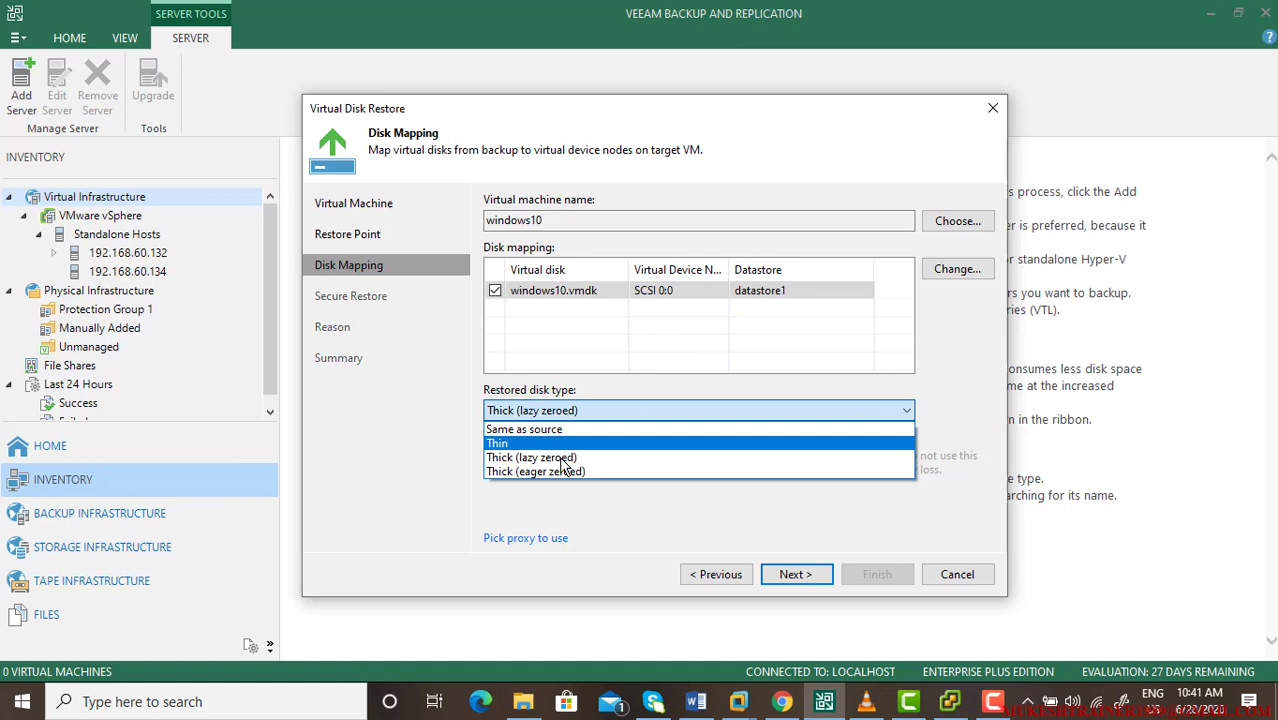 SERVER TOOLS
VEEAM BACKUP AND REPLICATION
HOME
VIEW
SERVER
Add
Server
Edit
Server
Remove
Server
Upgrade
Manage Server
Tools
INVENTORY
Virtual Infrastructure
VMware vSphere
Standalone Hosts
192.168.60.132
192.168.60.134
Physical Infrastructure
Protection Group 1
Manually Added
Unmanaged
File Shares
Last 24 Hours
Success
HOME
INVENTORY
BACKUP INFRASTRUCTURE
STORAGE INFRASTRUCTURE
TAPE INFRASTRUCTURE
FILES
Virtual Disk Restore
Disk Mapping
Map virtual disks from backup to virtual device nodes on target VM.
Virtual Machine
Restore Point
Disk Mapping
Secure Restore
Reason
Summary
Virtual machine name:
windows10
Choose...
Disk mapping:
Virtual disk
Virtual Device N...
Datastore
windows10.vmdk
SCSI 0:0
datastore1
Change...
Restored disk type:
Thick (lazy zeroed)
Same as source
Thin
Thick (lazy zeroed)
Thick (eager zeroed)
not use this
loss.
Pick proxy to use
< Previous
Next >
Finish
Cancel
s process, click the Add
er is preferred, because it
or standalone Hyper-V
ers you want to backup.
ries (VTL).
consumes less disk space
me at the increased
n in the ribbon.
e type.
arching for its name.
0 VIRTUAL MACHINES
CONNECTED TO: LOCALHOST
ENTERPRISE PLUS EDITION
EVALUATION: 27 DAYS REMAINING
Type here to search
1
ENG
10:41 AM
6/28/2020